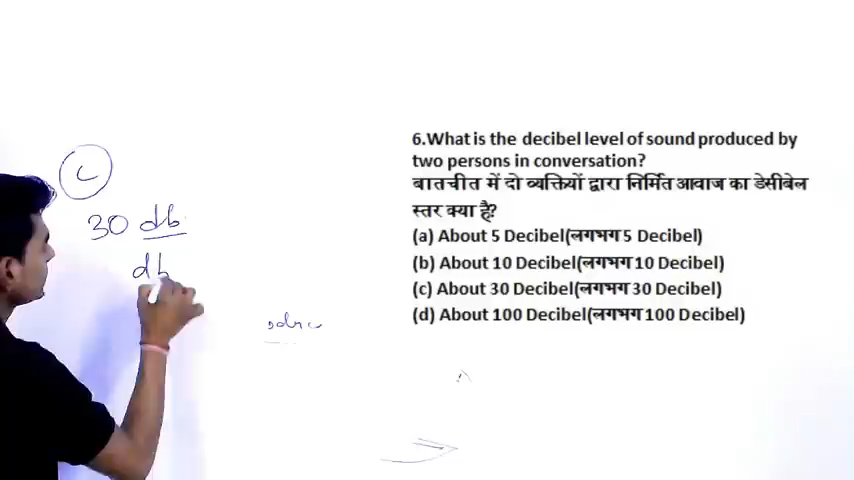 C
30 db
db
6.What is the decibel level of sound produced by
two persons in conversation?
बातचीत में दो व्यक्तियों द्वारा निर्मित आवाज का डेसीबेल
स्तर क्या है?
(a) About 5 Decibel(लगभग 5 Decibel)
(b) About 10 Decibel(लगभग 10 Decibel)
(c) About 30 Decibel(लगभग 30 Decibel)
(d) About 100 Decibel(लगभग 100 Decibel)